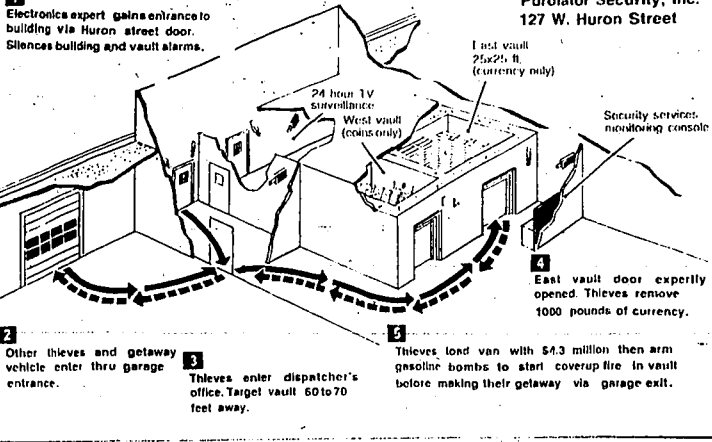 1
Electronics expert gains entrance to
building via Huron street door.
Silences building and vault alarms.
Purolator Security, Inc.
127 W. Huron Street
East vault
25x25 ft.
(currency only)
24 hour TV
surveillance
West vault
(coins only)
Security services
monitoring console
4
East vault door expertly
opened. Thieves remove
1000 pounds of currency.
2
Other thieves and getaway
vehicle enter thru garage
entrance.
3
Thieves enter dispatcher's
office. Target vault 60 to 70
feet away.
5
Thieves load van with $4.3 million then arm
gasoline bombs to start coverup fire in vault
before making their getaway via garage exit.